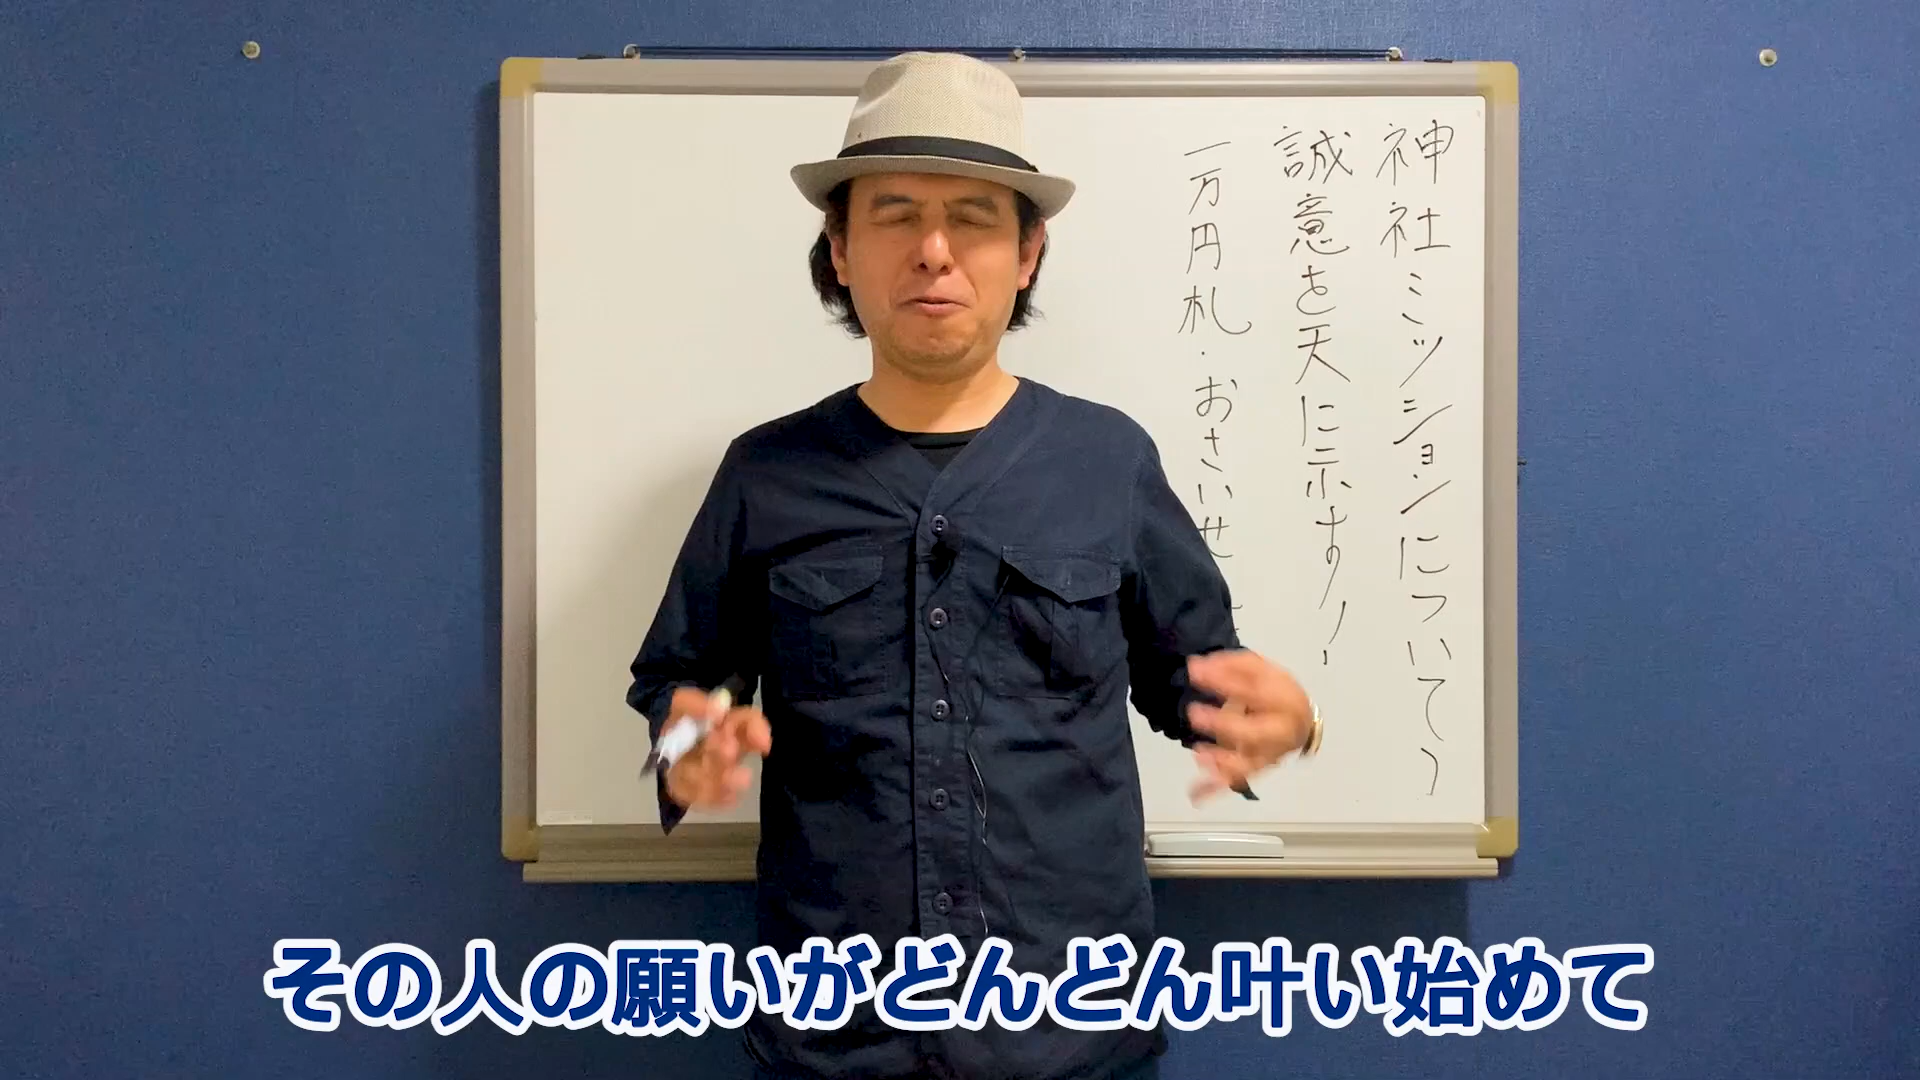 神社ミッションについて♪
誠意を天に示す!
一万円札・おさいせ
その人の願いがどんどん叶い始めて